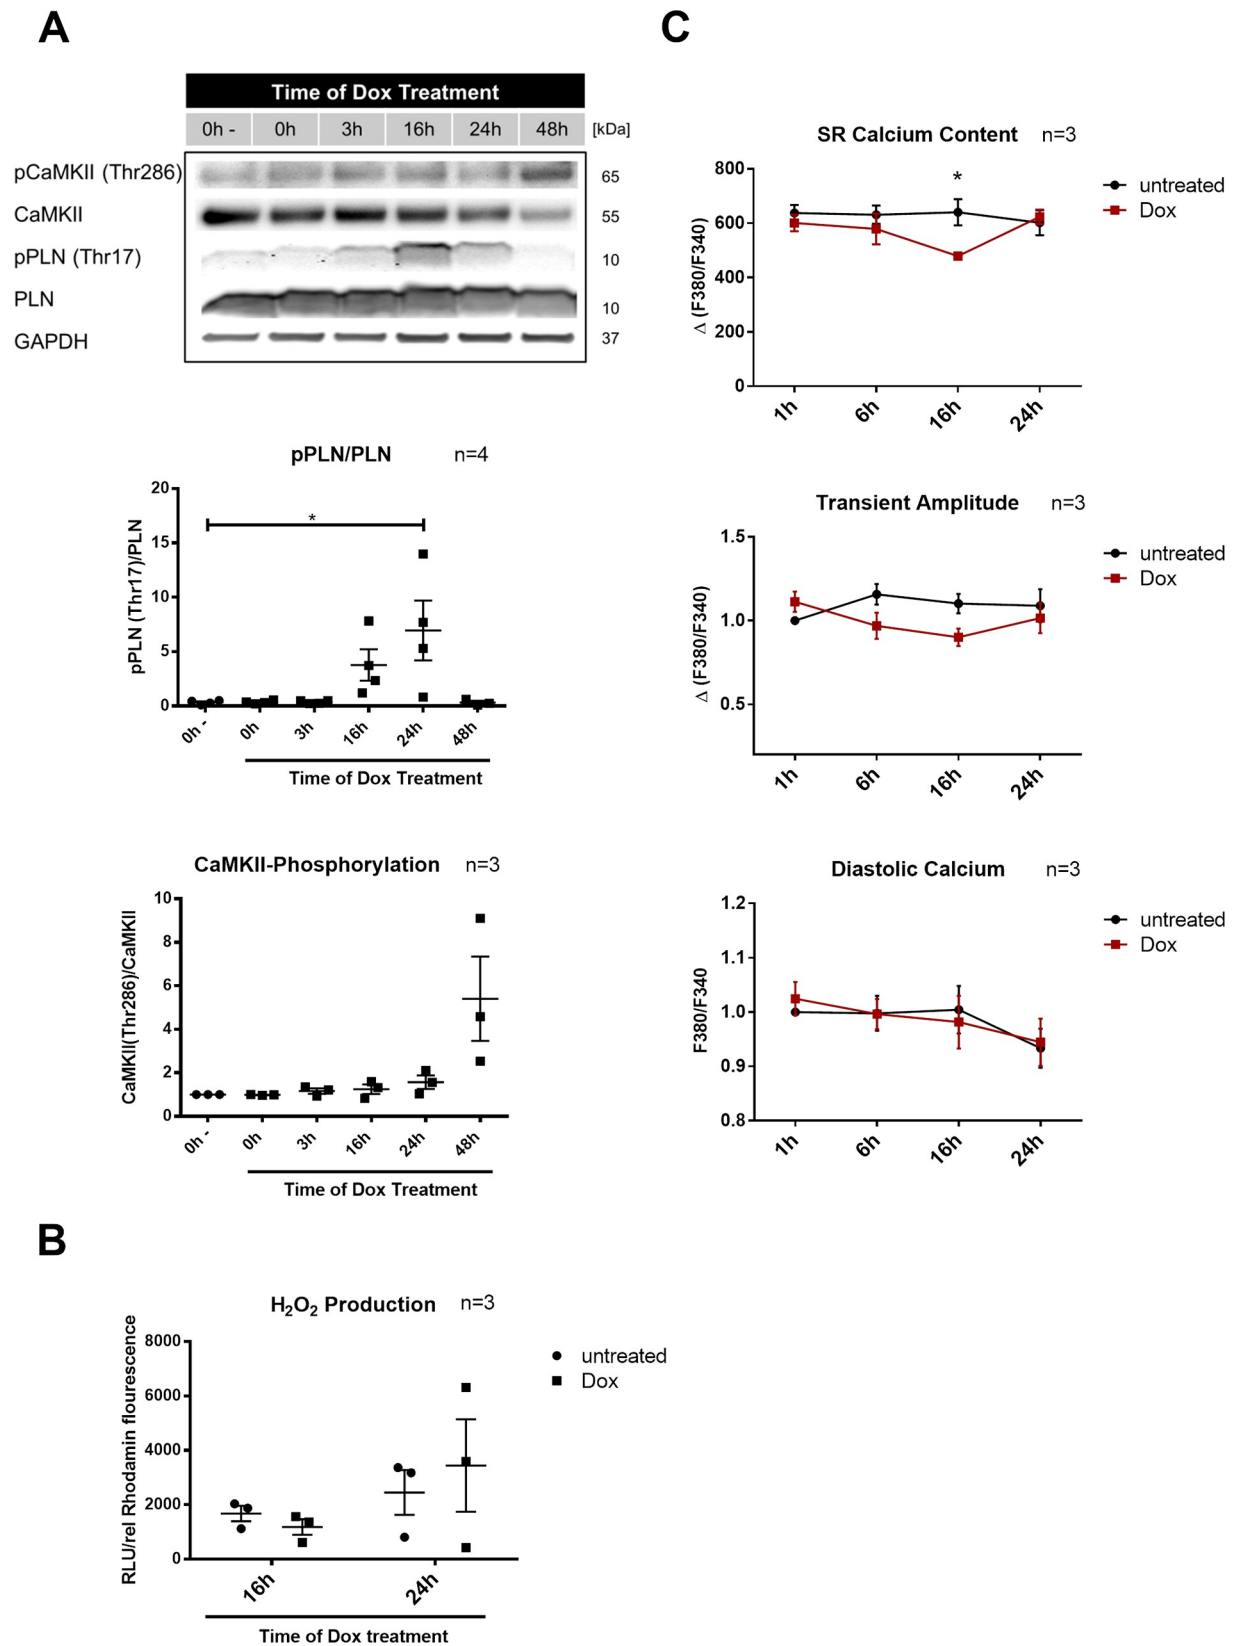 A
Time of Dox Treatment
0h - 0h 3h 16h 24h 48h [kDa]
pCaMKII (Thr286) 65
CaMKII 55
pPLN (Thr17) 10
PLN 10
GAPDH 37
pPLN/PLN n=4
pPLN (Thr17)/PLN
20
15
10
5
0
*
0h - 0h 3h 16h 24h 48h
Time of Dox Treatment
CaMKII-Phosphorylation n=3
CaMKII(Thr286)/CaMKII
10
8
6
4
2
0
0h - 0h 3h 16h 24h 48h
Time of Dox Treatment
B
H₂O₂ Production n=3
RLU/rel Rhodamin flourescence
8000
6000
4000
2000
0
untreated
Dox
16h 24h
Time of Dox treatment
C
SR Calcium Content n=3
Δ (F380/F340)
800
600
400
200
0
*
untreated
Dox
1h 6h 16h 24h
Transient Amplitude n=3
Δ (F380/F340)
1.5
1.0
0.5
untreated
Dox
1h 6h 16h 24h
Diastolic Calcium n=3
F380/F340
1.2
1.1
1.0
0.9
0.8
untreated
Dox
1h 6h 16h 24h